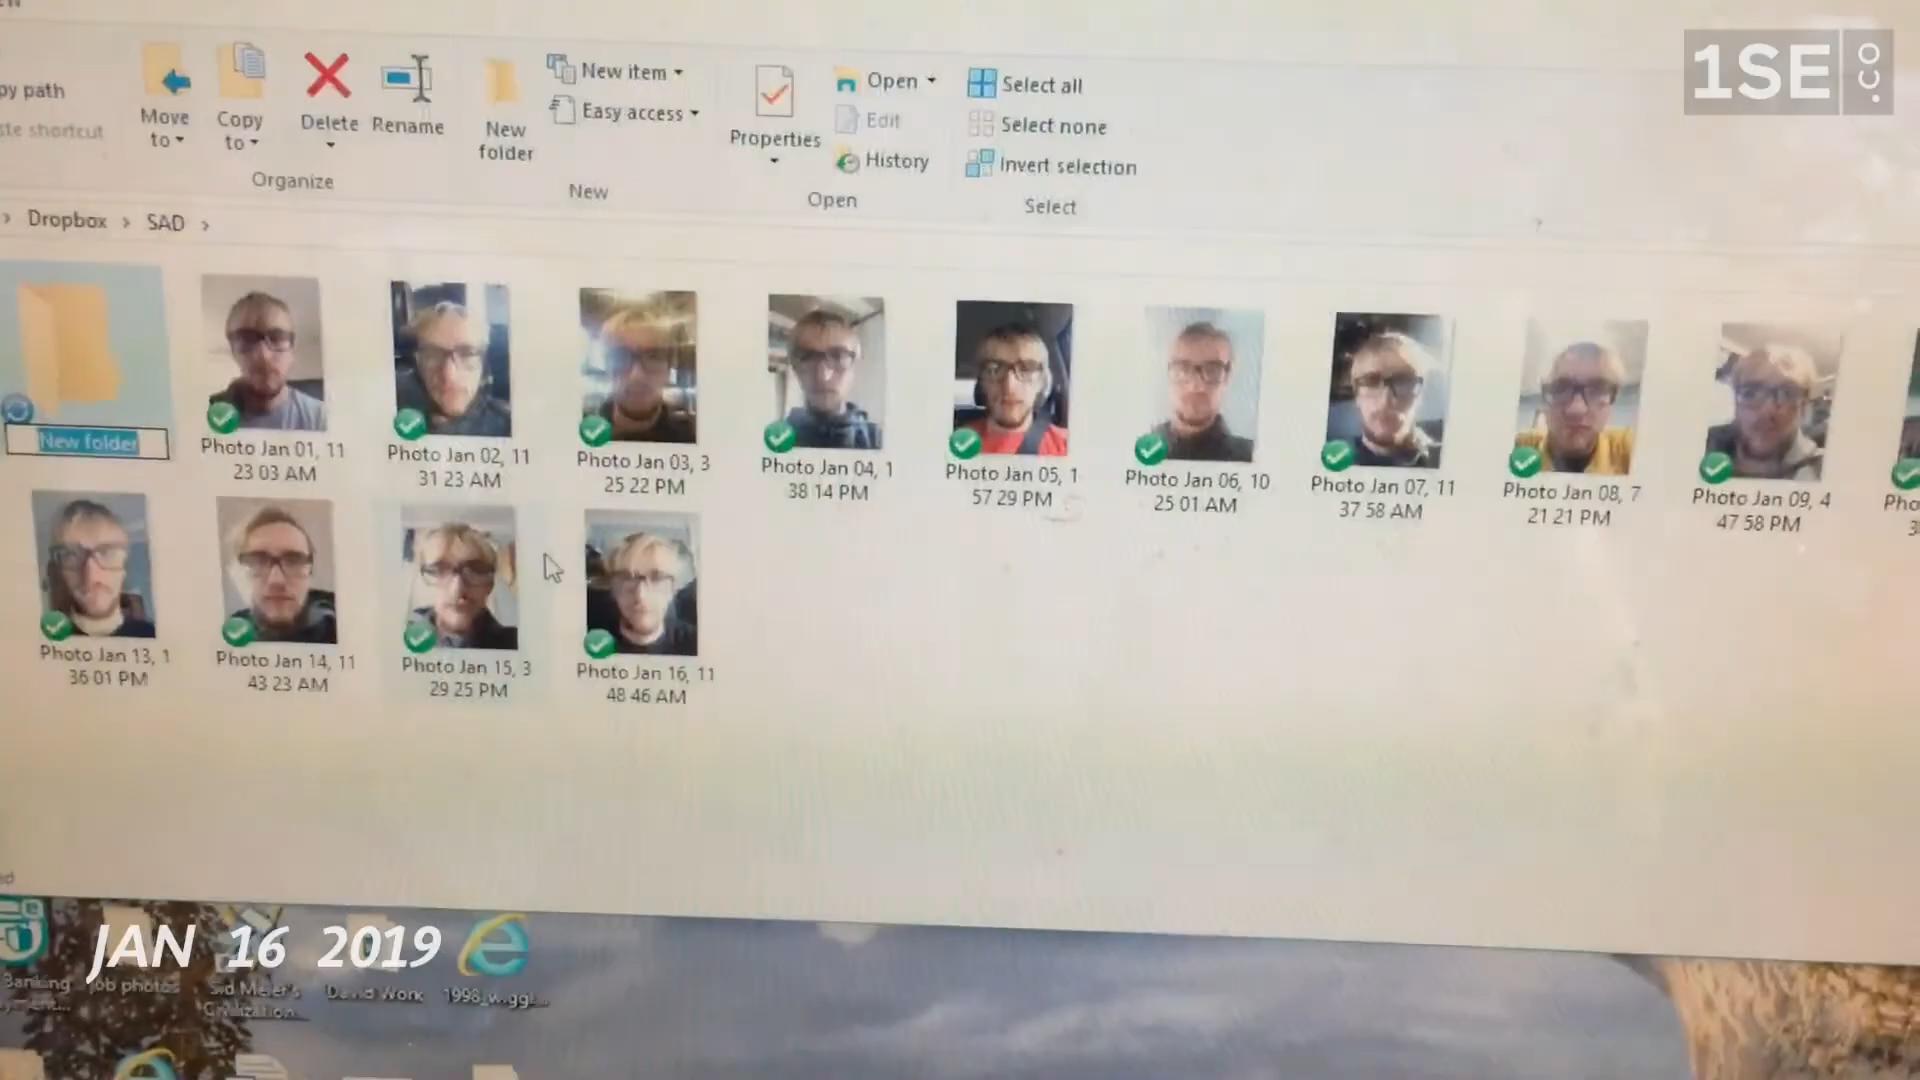 1SE .co
New item
Open
Select all
py path
Easy access
Edit
Select none
Move to
Copy to
Delete
Rename
New folder
Properties
History
Invert selection
Organize
New
Open
Select
Dropbox > SAD >
New folder
Photo Jan 01, 11 23 03 AM
Photo Jan 02, 11 31 23 AM
Photo Jan 03, 3 25 22 PM
Photo Jan 04, 1 38 14 PM
Photo Jan 05, 1 57 29 PM
Photo Jan 06, 10 25 01 AM
Photo Jan 07, 11 37 58 AM
Photo Jan 08, 7 21 21 PM
Photo Jan 09, 4 47 58 PM
Pho
Photo Jan 13, 1 36 01 PM
Photo Jan 14, 11 43 23 AM
Photo Jan 15, 3 29 25 PM
Photo Jan 16, 11 48 46 AM
JAN 16 2019
Banking
Job photos
Sid Meier's Civilization...
David Work